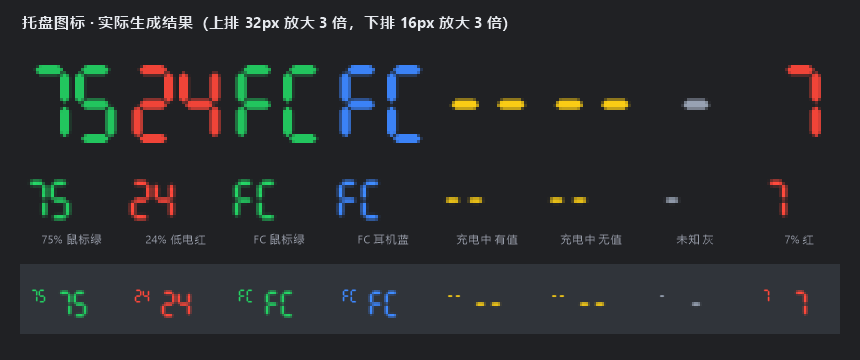 托盘图标 · 实际生成结果（上排 32px 放大 3 倍，下排 16px 放大 3 倍）
75 24 FC FC -- -- - 7
75 24 FC FC -- -- - 7
75% 鼠标绿 24% 低电红 FC 鼠标绿 FC 耳机蓝 充电中有值 充电中无值 未知灰 7% 红
75 75 24 24 FC FC FC FC -- -- -- -- - - 7 7